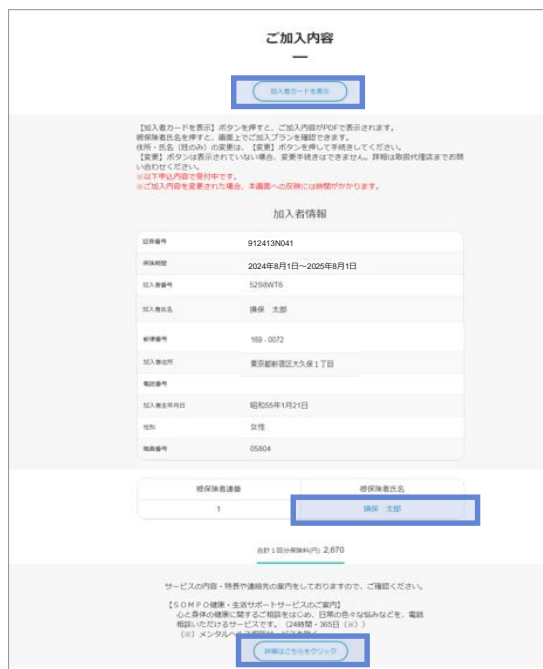 ご加入内容
加入者カードを表示
【加入者カードを表示】ボタンを押すと、ご加入内容がPDFで表示されます。
被保険者氏名を押すと、画面上でご加入プランを確認できます。
住所・氏名（姓のみ）の変更は、【変更】ボタンを押して手続きしてください。
【変更】ボタンは表示されていない場合、変更手続きはできません。詳細は取扱代理店までお問
い合わせください。
※以下申込内容で受付中です。
※ご加入内容を変更された場合、本画面への反映には時間がかかります。
加入者情報
証券番号 912413N041
保険期間 2024年8月1日～2025年8月1日
加入者番号 52S8WT6
加入者氏名 損保 太郎
郵便番号 169-0072
加入者住所 東京都新宿区大久保１丁目
電話番号
加入者生年月日 昭和55年1月21日
性別 女性
職員番号 05804
被保険者連番 被保険者氏名
1 損保 太郎
合計１回分保険料(円) 2,670
サービスの内容・特長や連絡先の案内をしておりますので、ご確認ください。
【ＳＯＭＰＯ健康・生活サポートサービスのご案内】
心と身体の健康に関するご相談をはじめ、日常の色々な悩みなどを、電話
相談いただけるサービスです。（24時間・365日（※））
（※）メンタルヘルス相談サービスを除く
詳細はこちらをクリック